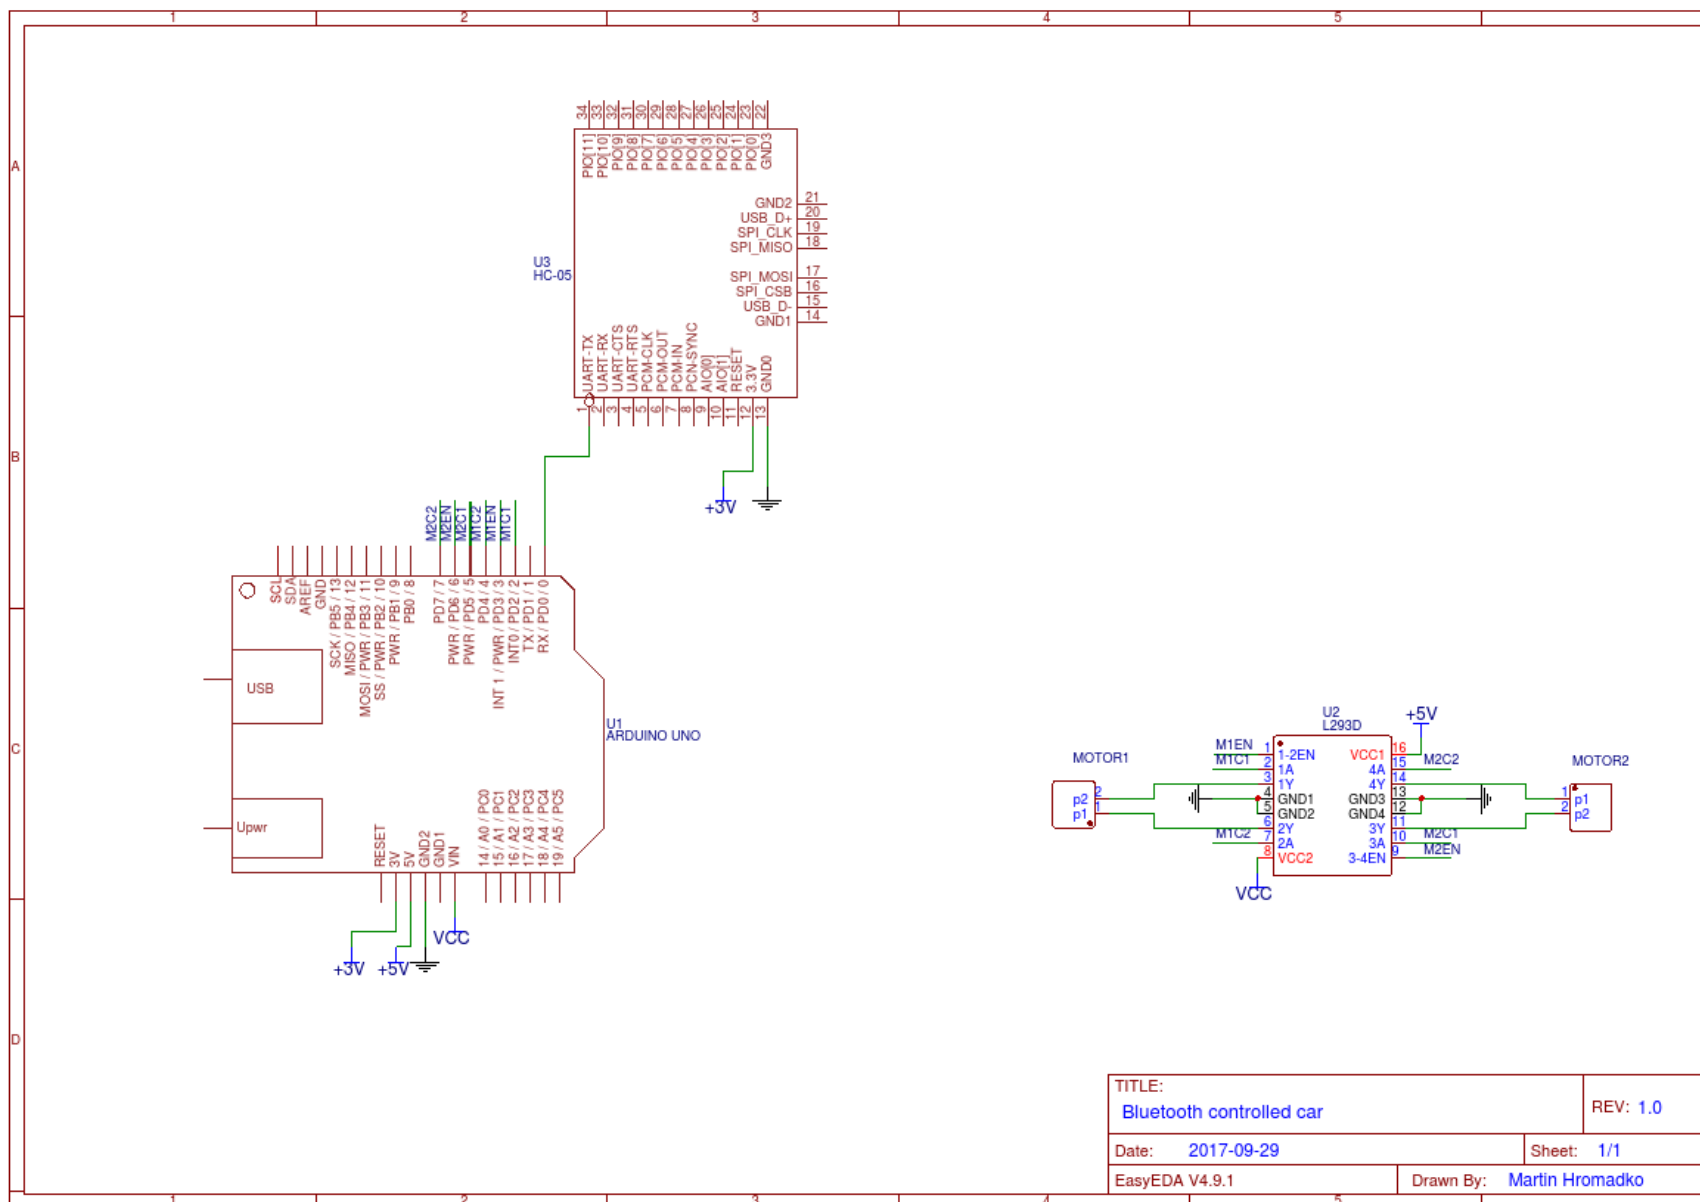 1 2 3 4 5
A
B
C
D
34 33 32 31 30 29 28 27 26 25 24 23 22
PIO[11] PIO[10] PIO[9] PIO[8] PIO[7] PIO[6] PIO[5] PIO[4] PIO[3] PIO[2] PIO[1] PIO[0] GND3
GND2 21
USB_D+ 20
SPI_CLK 19
SPI_MISO 18
U3
HC-05
SPI_MOSI 17
SPI_CSB 16
USB_D- 15
GND1 14
UART-TX UART-RX UART-CTS UART-RTS PCM-CLK PCM-OUT PCM-IN PCN-SYNC AIO[0] AIO[1] RESET 3.3V GND0
1 2 3 4 5 6 7 8 9 10 11 12 13
+3V
M2C2 M2EN M2C1 M1C2 M1EN M1C1
SCL SDA AREF GND SCK / PB5 / 13 MISO / PB4 / 12 MOSI / PWR / PB3 / 11 SS / PWR / PB2 / 10 PWR / PB1 / 9 PB0 / 8 PD7 / 7 PWR / PD6 / 6 PWR / PD5 / 5 PD4 / 4 INT 1 / PWR / PD3 / 3 INT0 / PD2 / 2 TX / PD1 / 1 RX / PD0 / 0
USB
U1
ARDUINO UNO
Upwr
RESET 3V 5V GND2 GND1 VIN 14 / A0 / PC0 15 / A1 / PC1 16 / A2 / PC2 17 / A3 / PC3 18 / A4 / PC4 19 / A5 / PC5
VCC
+3V +5V
U2
L293D
+5V
MOTOR1
MOTOR2
M1EN 1 1-2EN VCC1 16
M1C1 2 1A 4A 15 M2C2
3 1Y 4Y 14
p2 2 4 GND1 GND3 13 1 p1
p1 1 5 GND2 GND4 12 2 p2
6 2Y 3Y 11
M1C2 7 2A 3A 10 M2C1
8 VCC2 3-4EN 9 M2EN
VCC
TITLE:
Bluetooth controlled car
REV: 1.0
Date: 2017-09-29
Sheet: 1/1
EasyEDA V4.9.1
Drawn By: Martin Hromadko
1 2 3 4 5